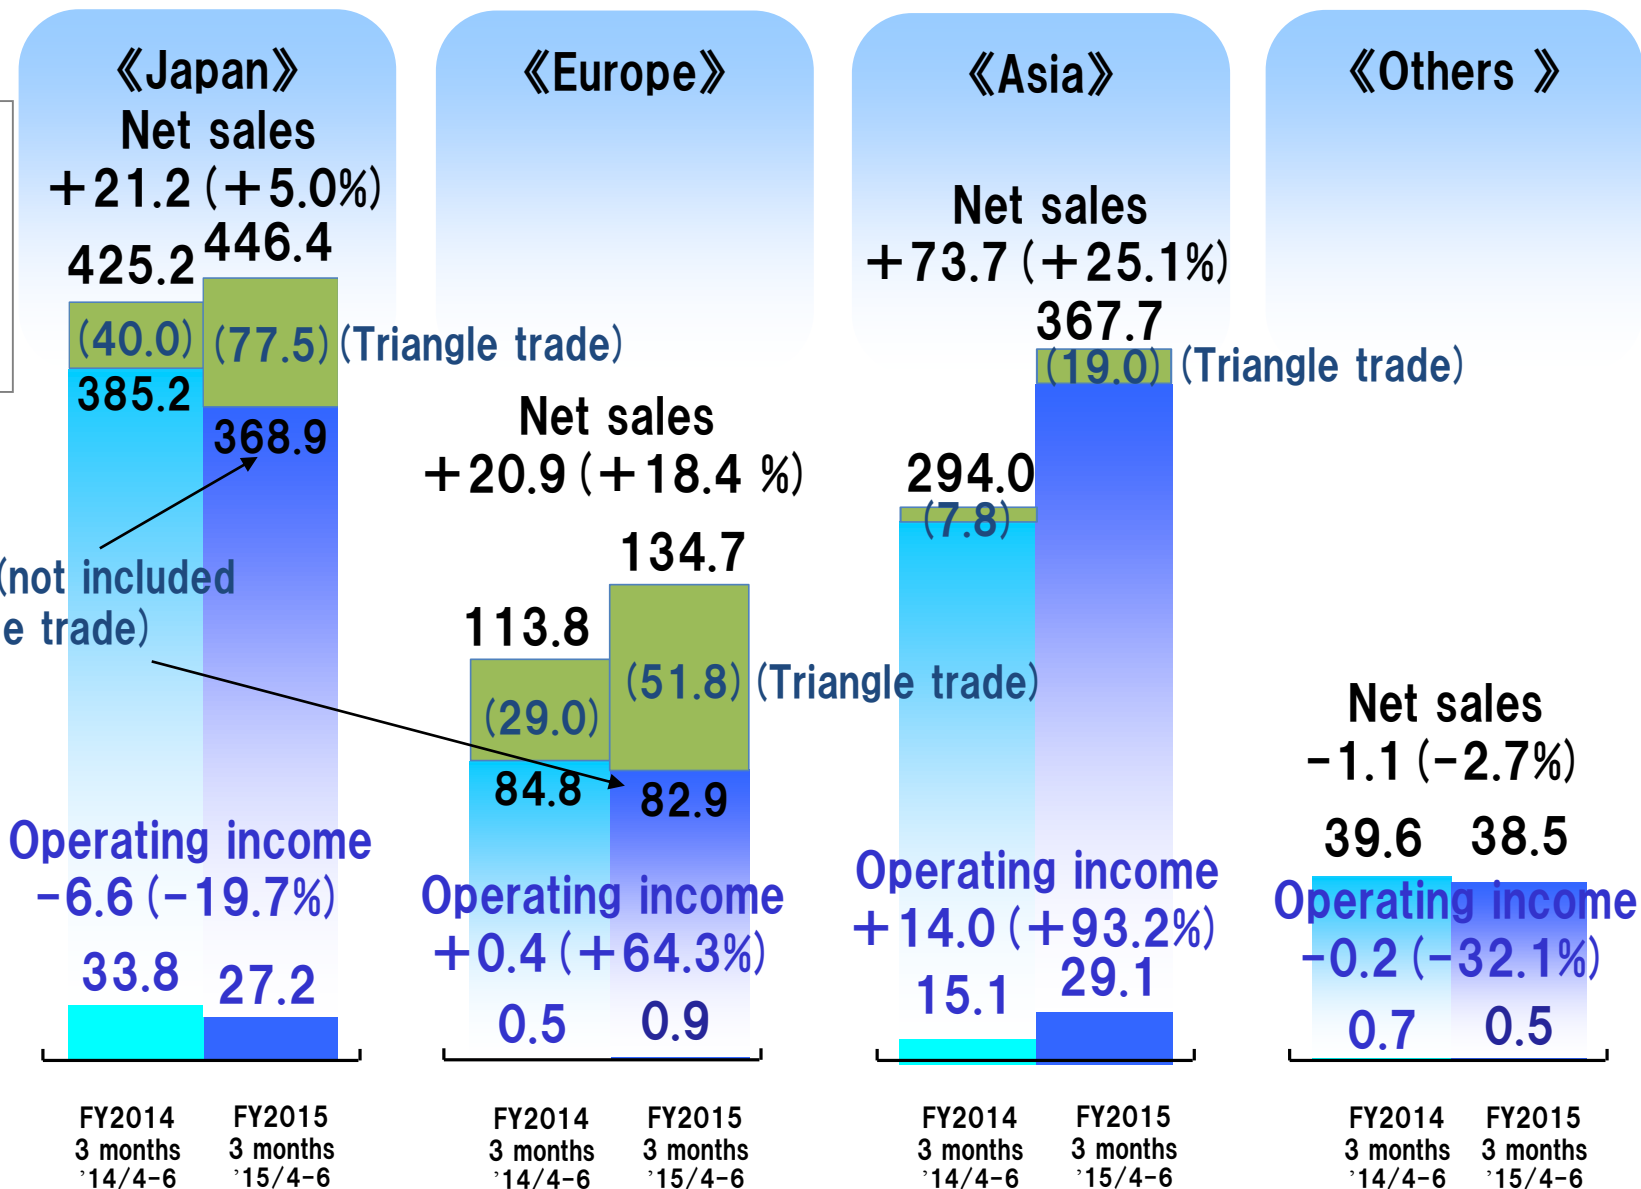 《Japan》
Net sales
+21.2 (+5.0%)
425.2
446.4
(40.0)
(77.5) (Triangle trade)
385.2
368.9
(not included
e trade)
Operating income
-6.6 (-19.7%)
33.8
27.2
FY2014
3 months
'14/4-6
FY2015
3 months
'15/4-6
《Europe》
Net sales
+20.9 (+18.4 %)
113.8
134.7
(29.0)
(51.8) (Triangle trade)
84.8
82.9
Operating income
+0.4 (+64.3%)
0.5
0.9
FY2014
3 months
'14/4-6
FY2015
3 months
'15/4-6
《Asia》
Net sales
+73.7 (+25.1%)
294.0
367.7
(7.8)
(19.0) (Triangle trade)
Operating income
+14.0 (+93.2%)
15.1
29.1
FY2014
3 months
'14/4-6
FY2015
3 months
'15/4-6
《Others 》
Net sales
-1.1 (-2.7%)
39.6
38.5
Operating income
-0.2 (-32.1%)
0.7
0.5
FY2014
3 months
'14/4-6
FY2015
3 months
'15/4-6